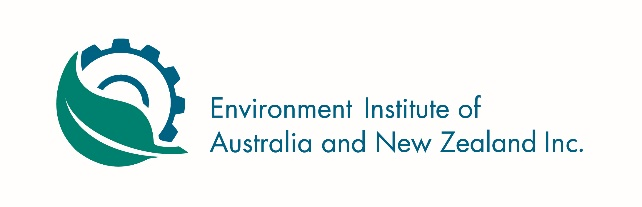 Environment Institute of
Australia and New Zealand Inc.